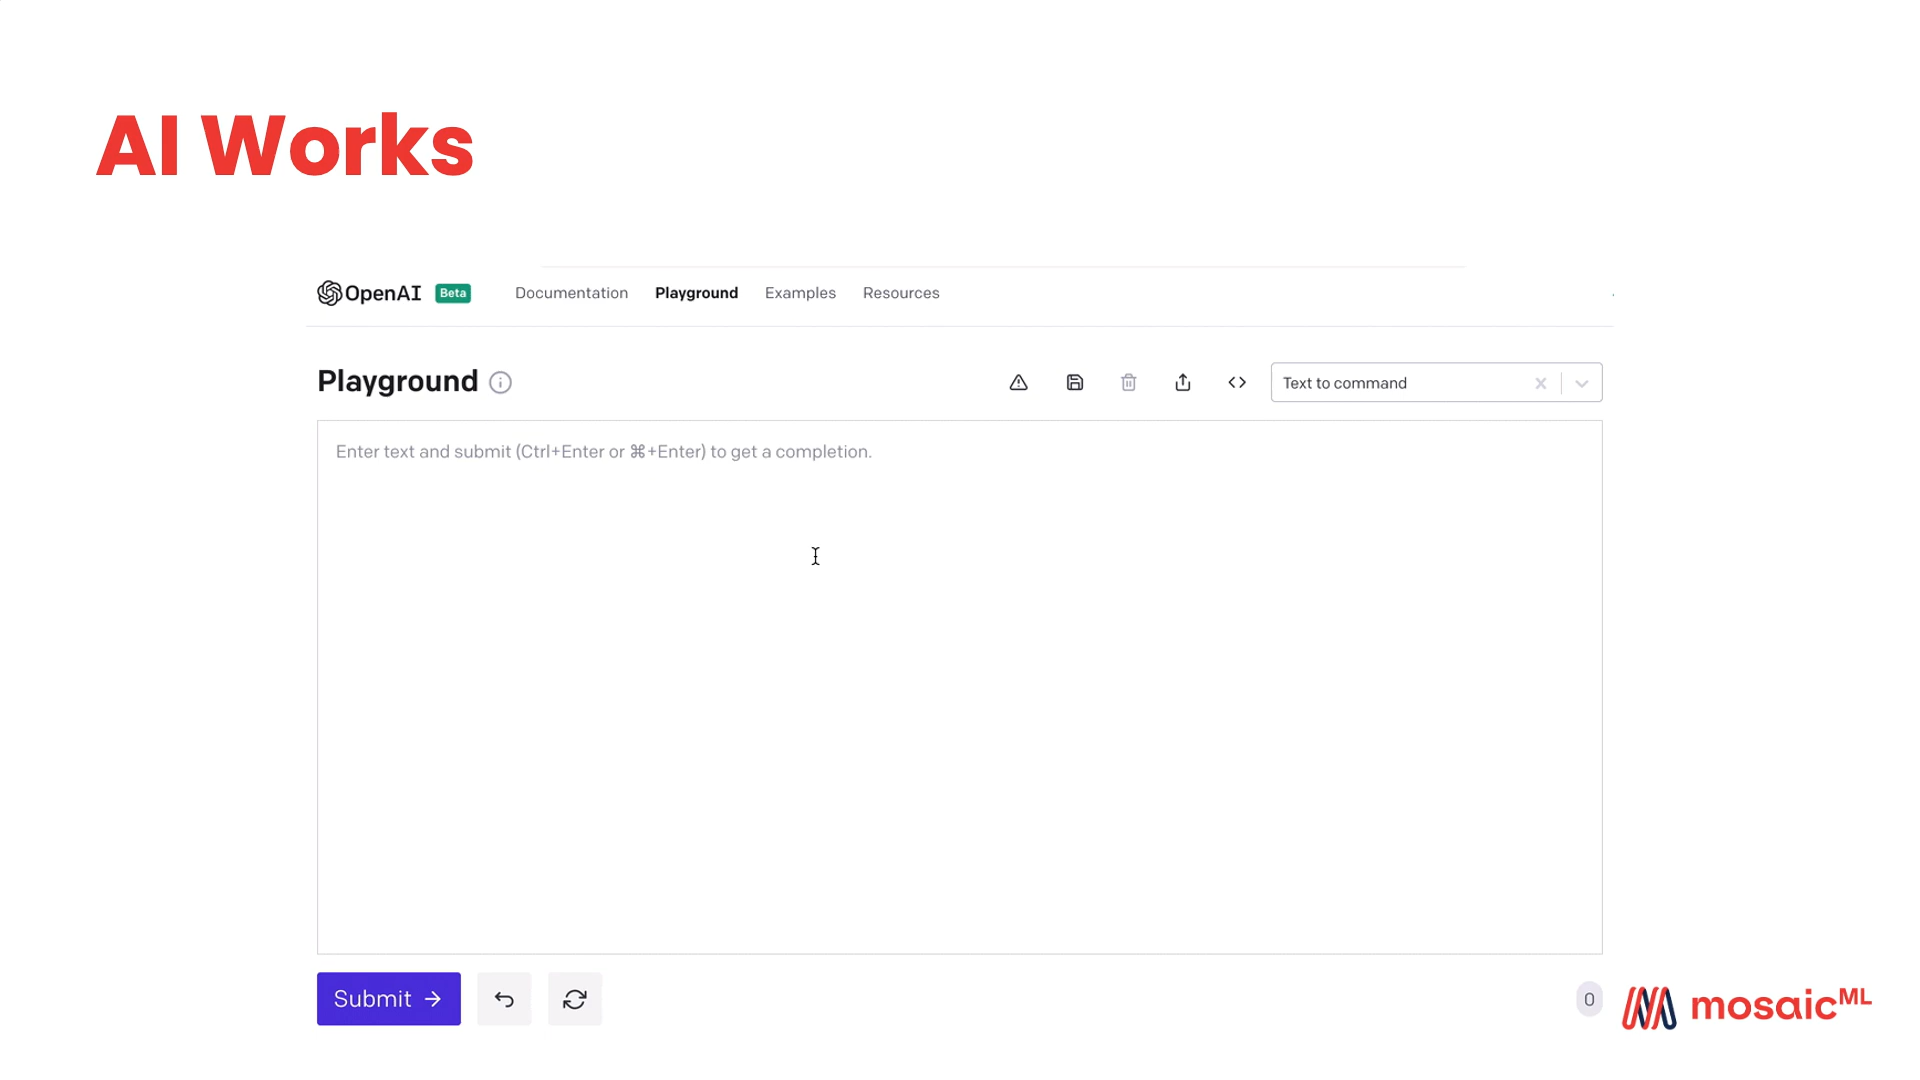 AI Works
OpenAI Beta Documentation Playground Examples Resources
Playground
Text to command
Enter text and submit (Ctrl+Enter or ⌘+Enter) to get a completion.
Submit
0
mosaicML